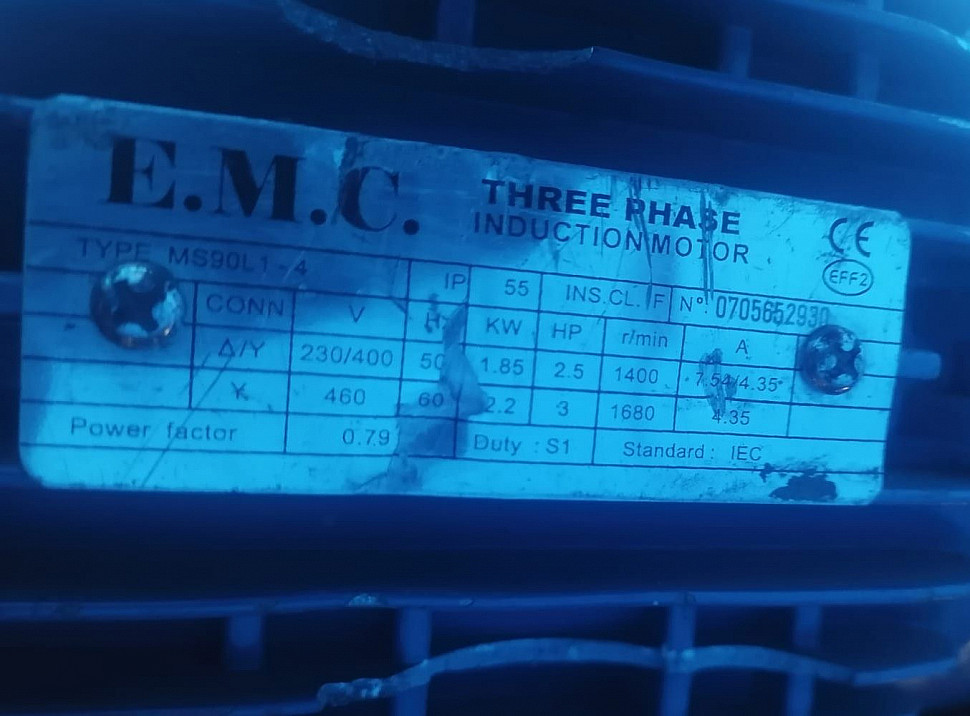 E.M.C.
THREE PHASE
INDUCTION MOTOR
CE
EFF2
TYPE MS90L1-4 IP 55 INS.CL. F N° 0705652930
CONN V Hz KW HP r/min A
Δ/Y 230/400 50 1.85 2.5 1400 7.54/4.35
Y 460 60 2.2 3 1680 4.35
Power factor 0.79 Duty : S1 Standard : IEC